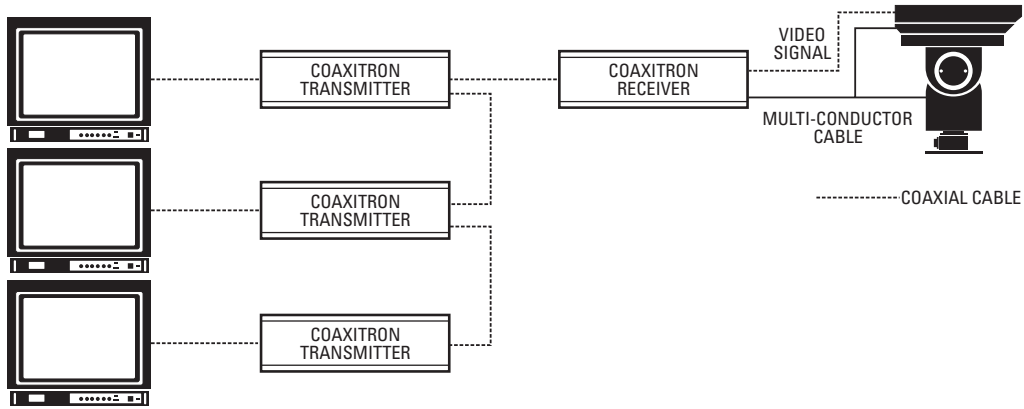 COAXITRON
TRANSMITTER
COAXITRON
RECEIVER
VIDEO
SIGNAL
MULTI-CONDUCTOR
CABLE
COAXITRON
TRANSMITTER
COAXIAL CABLE
COAXITRON
TRANSMITTER